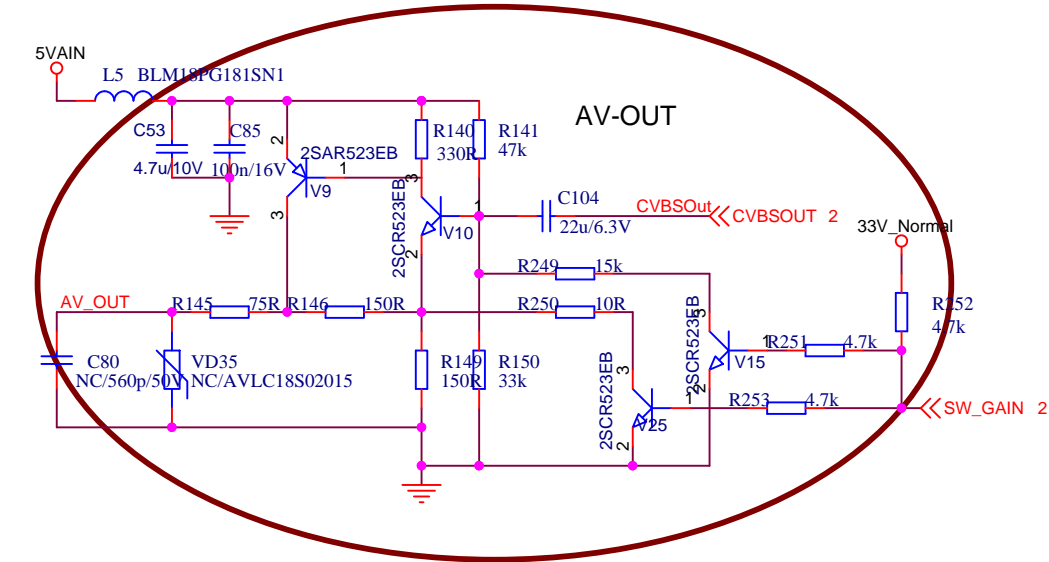 5VAIN
L5 BLM18PG181SN1
AV-OUT
C53
4.7u/10V
C85
100n/16V
2
2SAR523EB
1
V9
3
R140
330R
R141
47k
3
2SCR523EB
1
V10
2
C104
22u/6.3V
CVBSOut
CVBSOUT 2
33V_Normal
R249 15k
AV_OUT
R145 75R
R146 150R
R250 10R
R252
4.7k
C80
NC/560p/50V
VD35
NC/AVLC18S02015
R149
150R
R150
33k
3
2SCR523EB
1
V15
2
R251 4.7k
3
2SCR523EB
1
V25
2
R253 4.7k
SW_GAIN 2